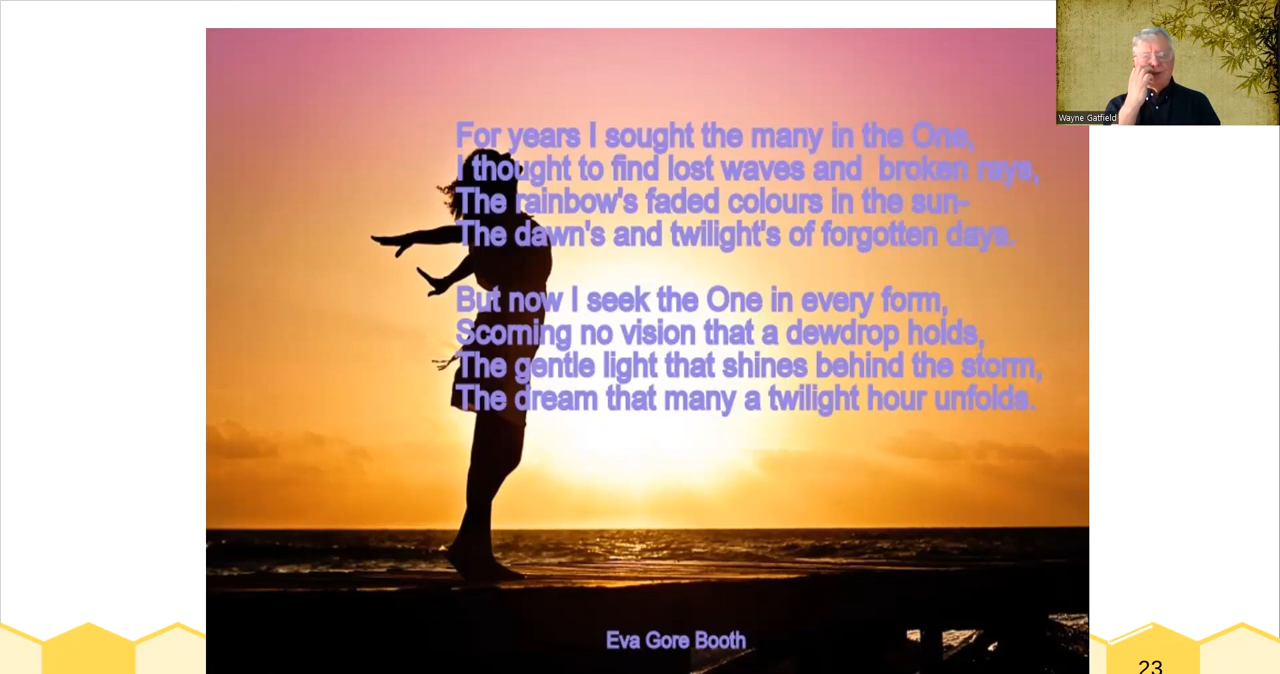 Wayne Gatfield
For years I sought the many in the One,
I thought to find lost waves and broken rays,
The rainbow's faded colours in the sun-
The dawn's and twilight's of forgotten days.
But now I seek the One in every form,
Scorning no vision that a dewdrop holds,
The gentle light that shines behind the storm,
The dream that many a twilight hour unfolds.
Eva Gore Booth
23